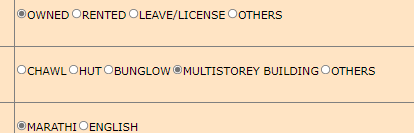 OWNED RENTED LEAVE/LICENSE OTHERS
CHAWL HUT BUNGLOW MULTISTOREY BUILDING OTHERS
MARATHI ENGLISH